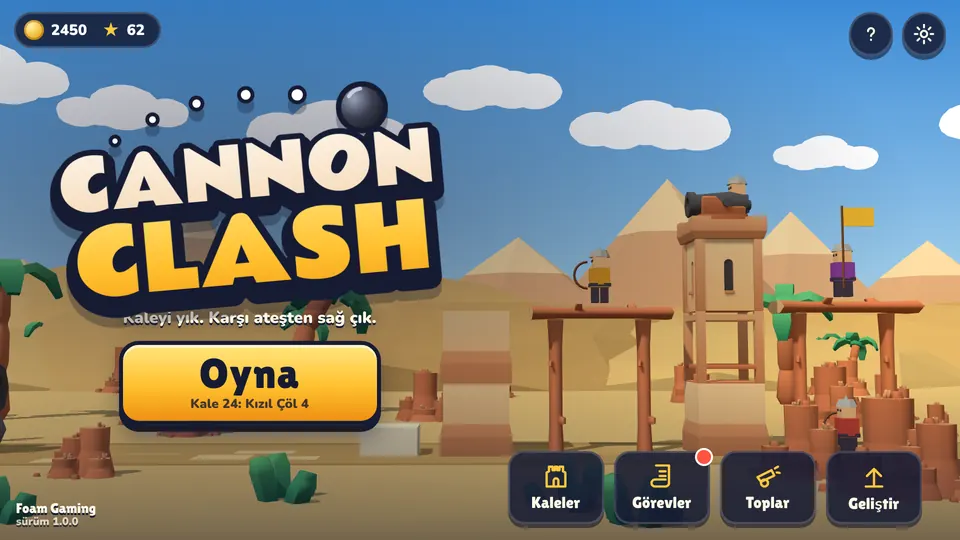 2450
62
?
CANNON
CLASH
Kaleyi yık. Karşı ateşten sağ çık.
Oyna
Kale 24: Kızıl Çöl 4
Kaleler
Görevler
Toplar
Geliştir
Foam Gaming
sürüm 1.0.0